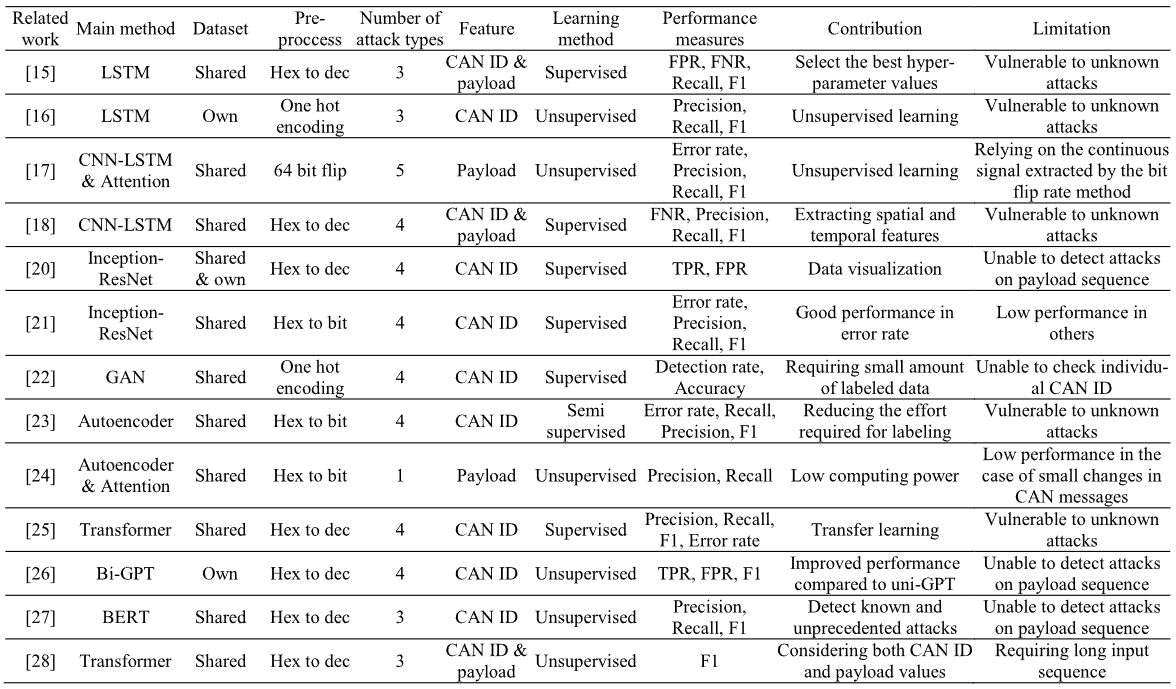 Related work Main method Dataset Pre-proccess Number of attack types Feature Learning method Performance measures Contribution Limitation
[15] LSTM Shared Hex to dec 3 CAN ID & payload Supervised FPR, FNR, Recall, F1 Select the best hyper-parameter values Vulnerable to unknown attacks
[16] LSTM Own One hot encoding 3 CAN ID Unsupervised Precision, Recall, F1 Unsupervised learning Vulnerable to unknown attacks
[17] CNN-LSTM & Attention Shared 64 bit flip 5 Payload Unsupervised Error rate, Precision, Recall, F1 Unsupervised learning Relying on the continuous signal extracted by the bit flip rate method
[18] CNN-LSTM Shared Hex to dec 4 CAN ID & payload Supervised FNR, Precision, Recall, F1 Extracting spatial and temporal features Vulnerable to unknown attacks
[20] Inception-ResNet Shared & own Hex to dec 4 CAN ID Supervised TPR, FPR Data visualization Unable to detect attacks on payload sequence
[21] Inception-ResNet Shared Hex to bit 4 CAN ID Supervised Error rate, Precision, Recall, F1 Good performance in error rate Low performance in others
[22] GAN Shared One hot encoding 4 CAN ID Supervised Detection rate, Accuracy Requiring small amount of labeled data Unable to check individu-al CAN ID
[23] Autoencoder Shared Hex to bit 4 CAN ID Semi supervised Error rate, Recall, Precision, F1 Reducing the effort required for labeling Vulnerable to unknown attacks
[24] Autoencoder & Attention Shared Hex to bit 1 Payload Unsupervised Precision, Recall Low computing power Low performance in the case of small changes in CAN messages
[25] Transformer Shared Hex to dec 4 CAN ID Supervised Precision, Recall, F1, Error rate Transfer learning Vulnerable to unknown attacks
[26] Bi-GPT Own Hex to dec 4 CAN ID Unsupervised TPR, FPR, F1 Improved performance compared to uni-GPT Unable to detect attacks on payload sequence
[27] BERT Shared Hex to dec 3 CAN ID Unsupervised Precision, Recall, F1 Detect known and unprecedented attacks Unable to detect attacks on payload sequence
[28] Transformer Shared Hex to dec 3 CAN ID & payload Unsupervised F1 Considering both CAN ID and payload values Requiring long input sequence